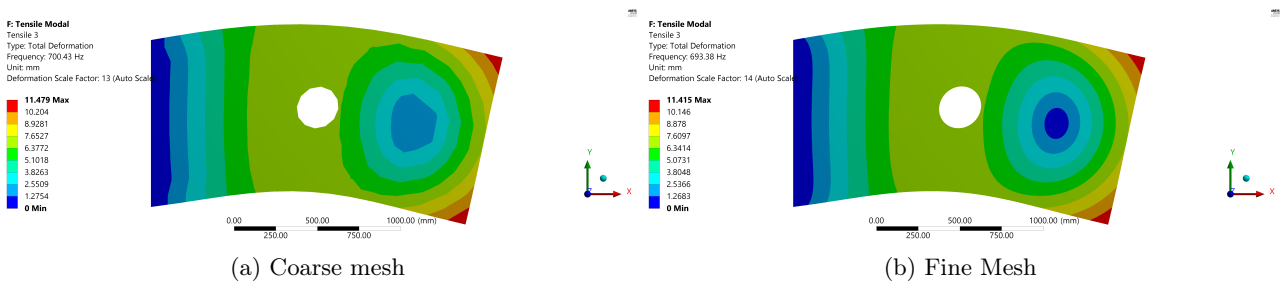 F: Tensile Modal
Tensile 3
Type: Total Deformation
Frequency: 700.43 Hz
Unit: mm
Deformation Scale Factor: 13 (Auto Scale
11.479 Max
10.204
8.9281
7.6527
6.3772
5.1018
3.8263
2.5509
1.2754
0 Min
0.00 500.00 1000.00 (mm)
250.00 750.00
Y
X
(a) Coarse mesh
F: Tensile Modal
Tensile 3
Type: Total Deformation
Frequency: 693.38 Hz
Unit: mm
Deformation Scale Factor: 14 (Auto Scale
11.415 Max
10.146
8.878
7.6097
6.3414
5.0731
3.8048
2.5366
1.2683
0 Min
0.00 500.00 1000.00 (mm)
250.00 750.00
Y
X
(b) Fine Mesh